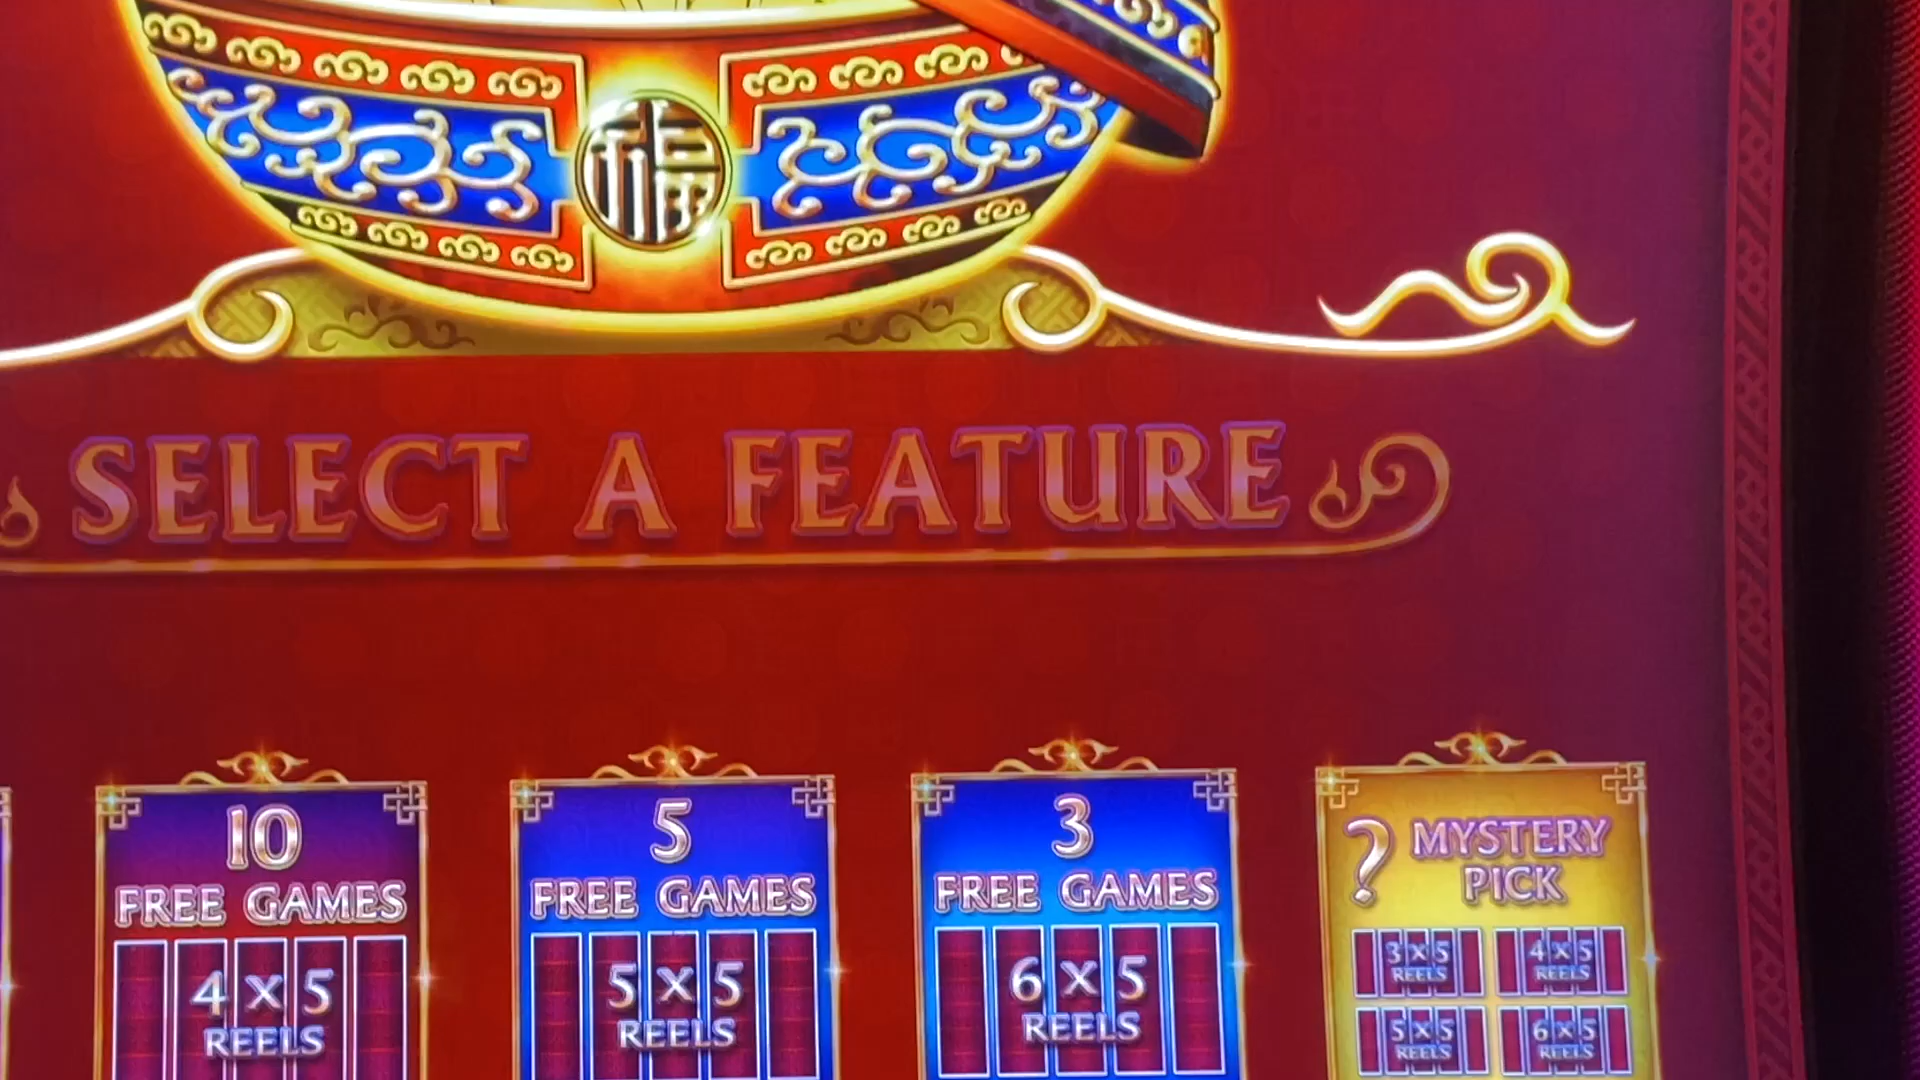 福
SELECT A FEATURE
10
FREE GAMES
4 X 5
REELS
5
FREE GAMES
5 X 5
REELS
3
FREE GAMES
6 X 5
REELS
? MYSTERY
PICK
3 X 5
REELS
4 X 5
REELS
5 X 5
REELS
6 X 5
REELS